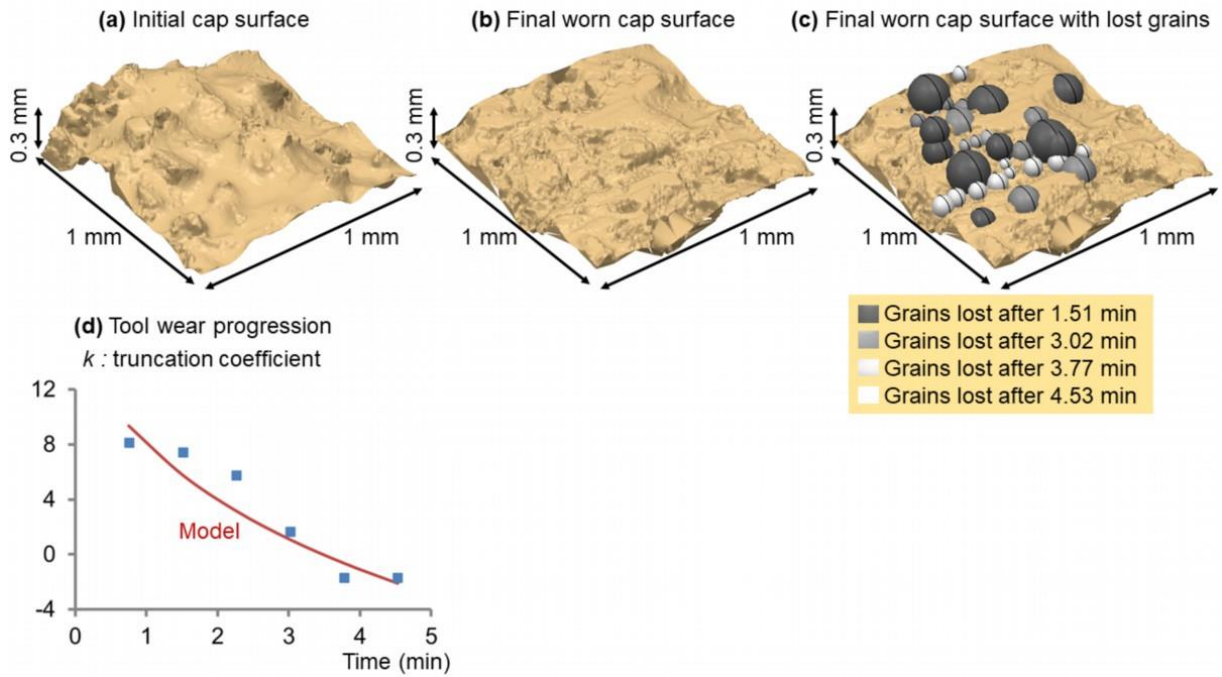 (a) Initial cap surface
(b) Final worn cap surface
(c) Final worn cap surface with lost grains
0.3 mm
1 mm
1 mm
0.3 mm
1 mm
1 mm
0.3 mm
1 mm
1 mm
Grains lost after 1.51 min
Grains lost after 3.02 min
Grains lost after 3.77 min
Grains lost after 4.53 min
(d) Tool wear progression
k : truncation coefficient
12
8
4
0
-4
Model
0 1 2 3 4 5
Time (min)